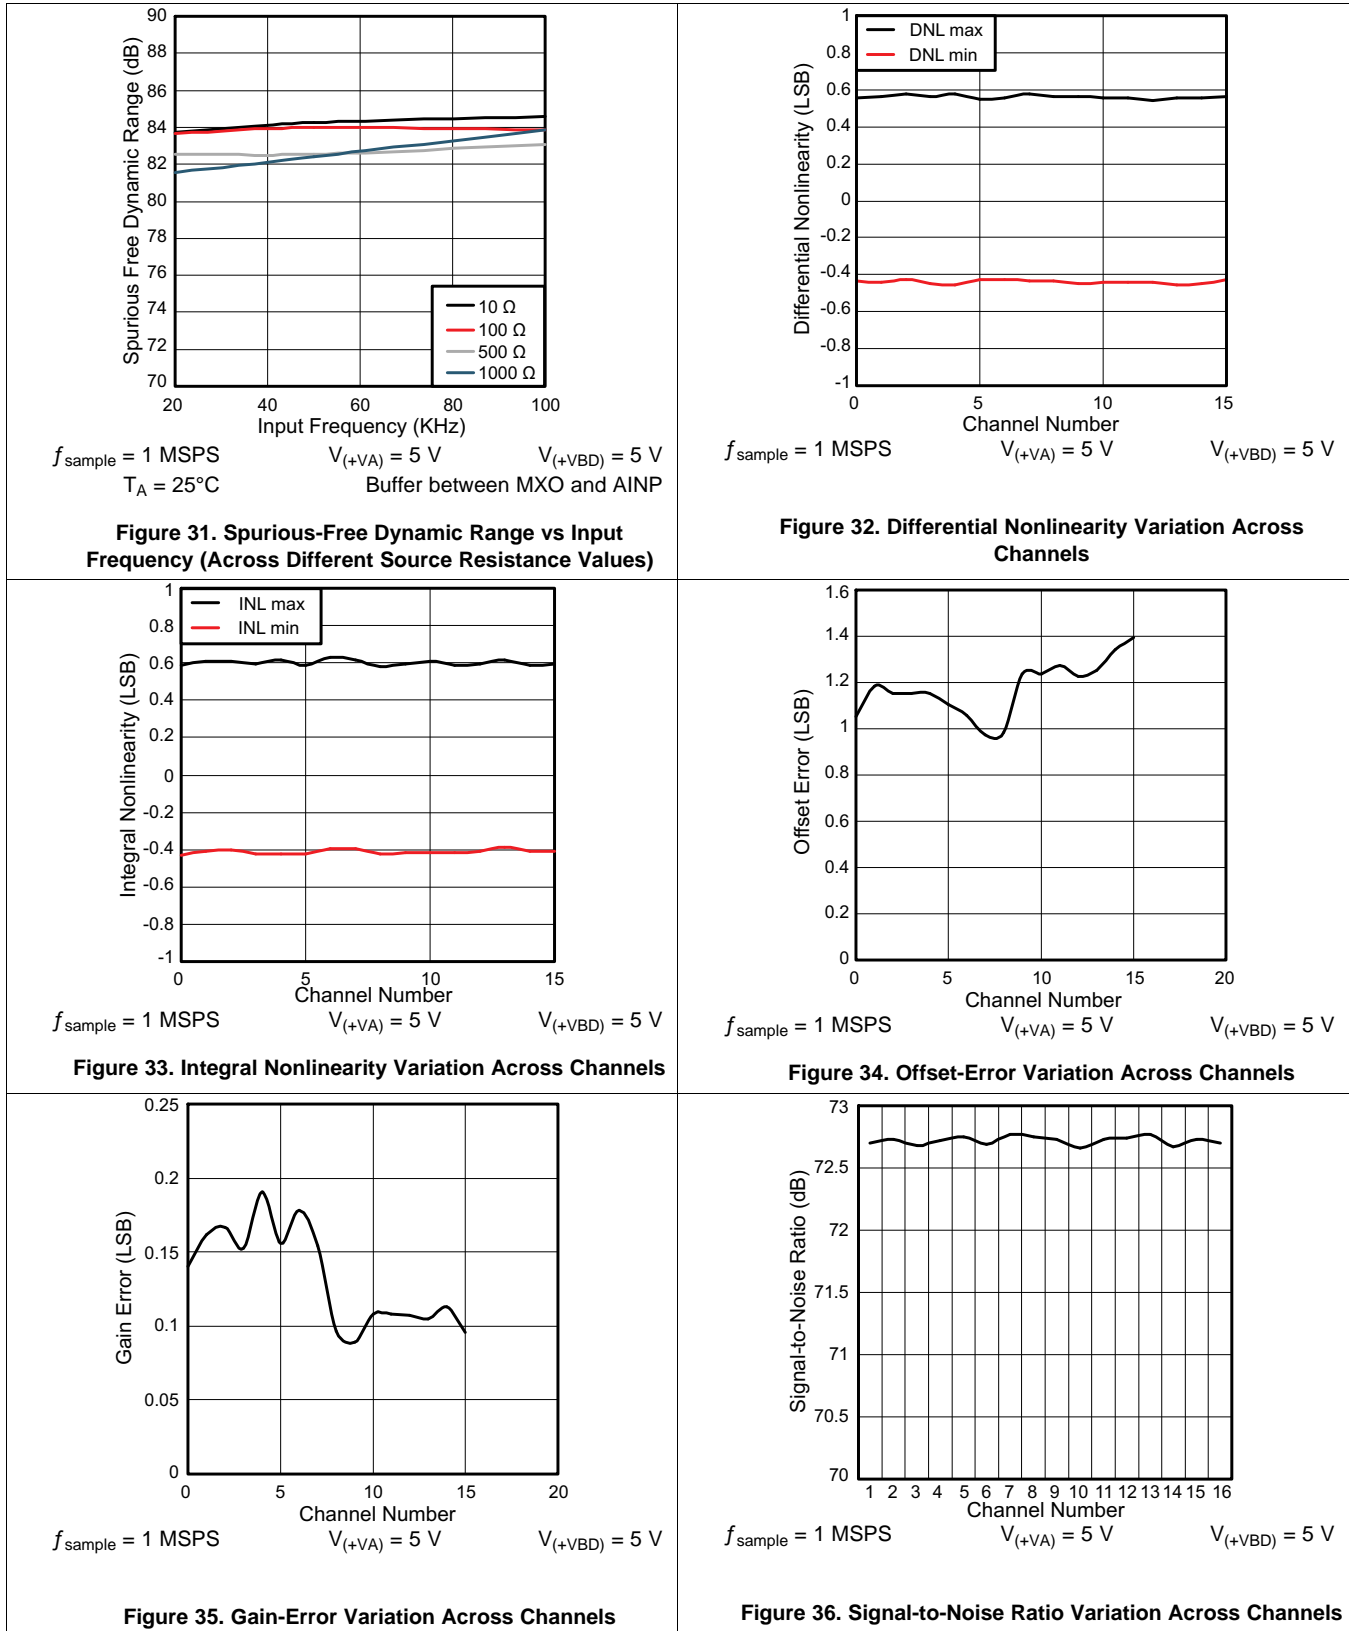 90
88
86
84
82
80
78
76
74
72
70
Spurious Free Dynamic Range (dB)
10 Ω
100 Ω
500 Ω
1000 Ω
20 40 60 80 100
Input Frequency (KHz)
ƒsample = 1 MSPS V(+VA) = 5 V V(+VBD) = 5 V
TA = 25°C Buffer between MXO and AINP
Figure 31. Spurious-Free Dynamic Range vs Input
Frequency (Across Different Source Resistance Values)
1
0.8
0.6
0.4
0.2
0
-0.2
-0.4
-0.6
-0.8
-1
Differential Nonlinearity (LSB)
DNL max
DNL min
0 5 10 15
Channel Number
ƒsample = 1 MSPS V(+VA) = 5 V V(+VBD) = 5 V
Figure 32. Differential Nonlinearity Variation Across
Channels
1
0.8
0.6
0.4
0.2
0
-0.2
-0.4
-0.6
-0.8
-1
Integral Nonlinearity (LSB)
INL max
INL min
0 5 10 15
Channel Number
ƒsample = 1 MSPS V(+VA) = 5 V V(+VBD) = 5 V
Figure 33. Integral Nonlinearity Variation Across Channels
1.6
1.4
1.2
1
0.8
0.6
0.4
0.2
0
Offset Error (LSB)
0 5 10 15 20
Channel Number
ƒsample = 1 MSPS V(+VA) = 5 V V(+VBD) = 5 V
Figure 34. Offset-Error Variation Across Channels
0.25
0.2
0.15
0.1
0.05
0
Gain Error (LSB)
0 5 10 15 20
Channel Number
ƒsample = 1 MSPS V(+VA) = 5 V V(+VBD) = 5 V
Figure 35. Gain-Error Variation Across Channels
73
72.5
72
71.5
71
70.5
70
Signal-to-Noise Ratio (dB)
1 2 3 4 5 6 7 8 9 10 11 12 13 14 15 16
Channel Number
ƒsample = 1 MSPS V(+VA) = 5 V V(+VBD) = 5 V
Figure 36. Signal-to-Noise Ratio Variation Across Channels